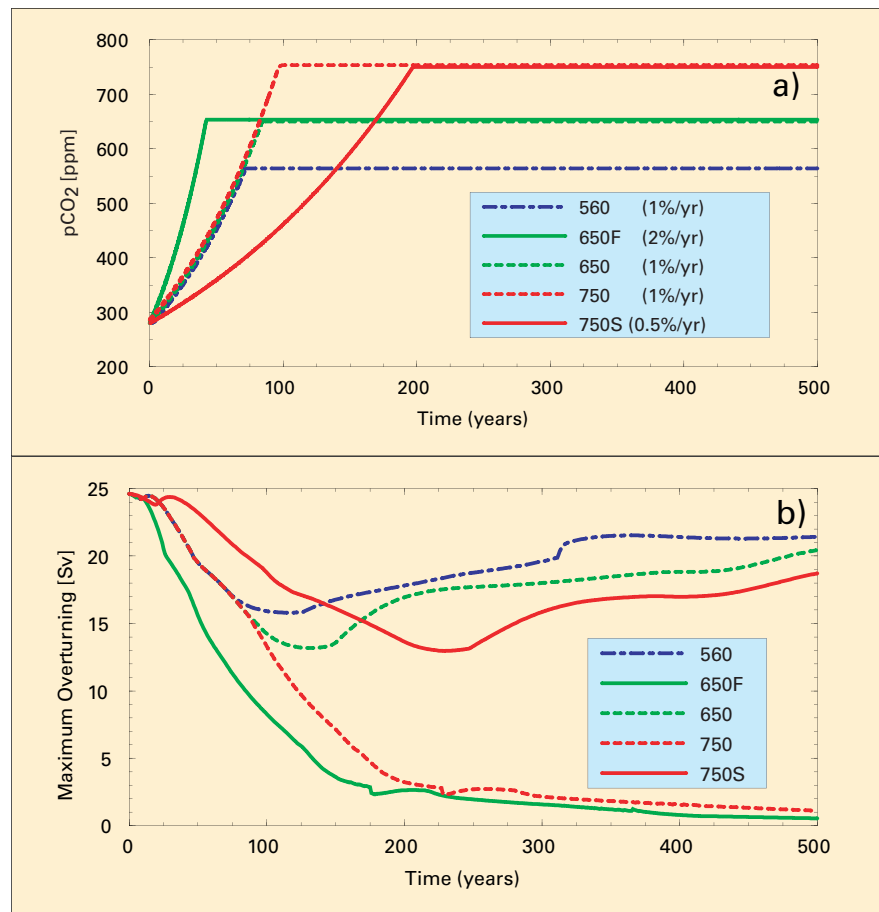 800
700
600
500
400
300
200
pCO2 [ppm]
a)
560 (1%/yr)
650F (2%/yr)
650 (1%/yr)
750 (1%/yr)
750S (0.5%/yr)
0 100 200 300 400 500
Time (years)
25
20
15
10
5
0
Maximum Overturning [Sv]
b)
560
650F
650
750
750S
0 100 200 300 400 500
Time (years)